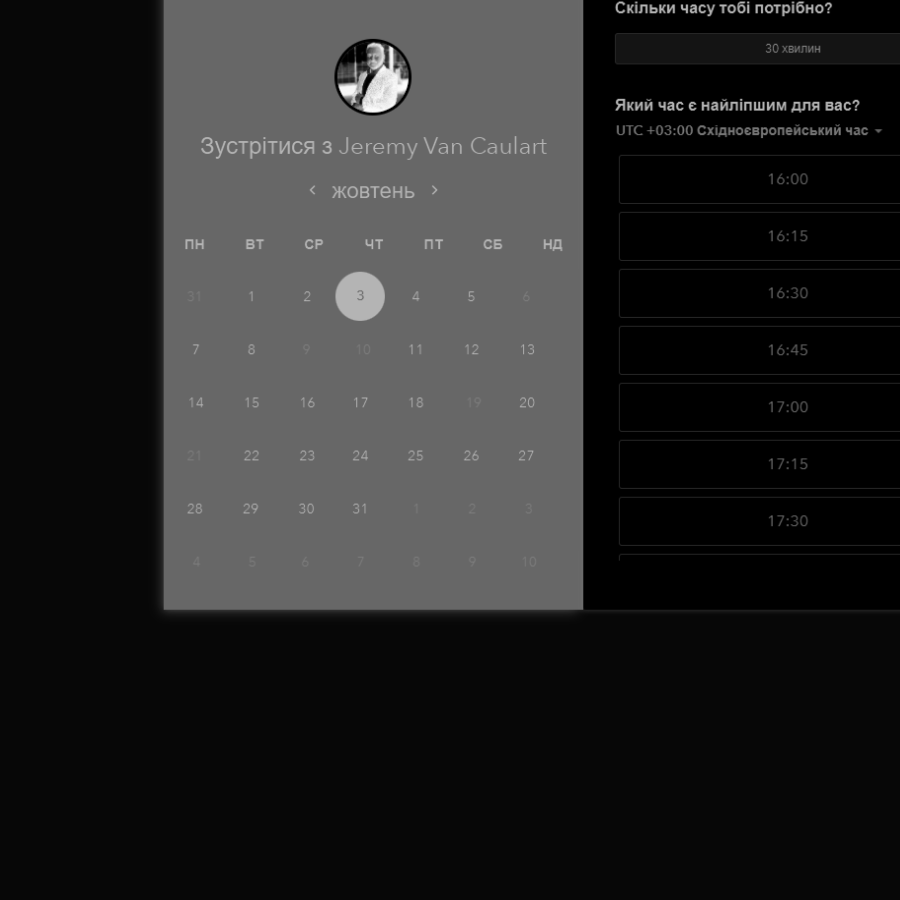 Зустрітися з Jeremy Van Caulart
жовтень
ПН ВТ СР ЧТ ПТ СБ НД
31 1 2 3 4 5 6
7 8 9 10 11 12 13
14 15 16 17 18 19 20
21 22 23 24 25 26 27
28 29 30 31 1 2 3
4 5 6 7 8 9 10
Скільки часу тобі потрібно?
30 хвилин
Який час є найліпшим для вас?
UTC +03:00 Східноєвропейський час
16:00
16:15
16:30
16:45
17:00
17:15
17:30